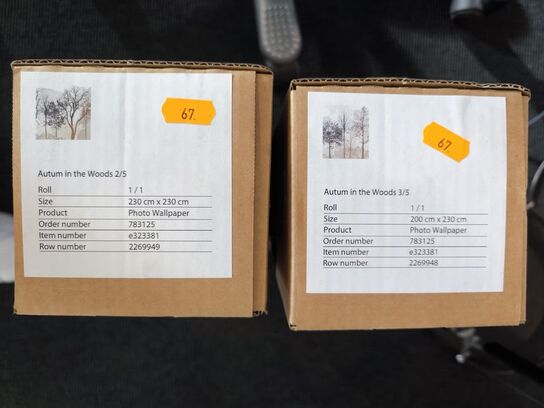 67.
Autum in the Woods 2/5
Roll 1 / 1
Size 230 cm x 230 cm
Product Photo Wallpaper
Order number 783125
Item number e323381
Row number 2269949
67.
Autum in the Woods 3/5
Roll 1 / 1
Size 200 cm x 230 cm
Product Photo Wallpaper
Order number 783125
Item number e323381
Row number 2269948